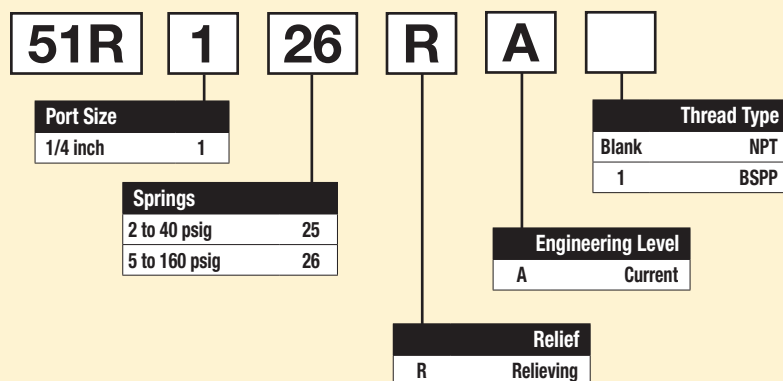 51R 1 26 R A
Port Size
1/4 inch 1
Thread Type
Blank NPT
1 BSPP
Springs
2 to 40 psig 25
5 to 160 psig 26
Engineering Level
A Current
Relief
R Relieving